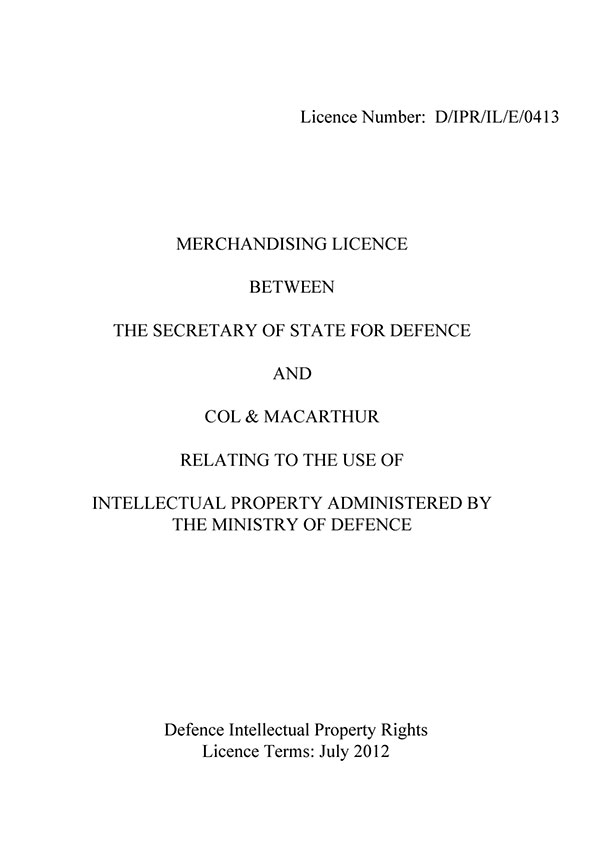 Licence Number:  D/IPR/IL/E/0413
MERCHANDISING LICENCE
BETWEEN
THE SECRETARY OF STATE FOR DEFENCE
AND
COL & MACARTHUR
RELATING TO THE USE OF
INTELLECTUAL PROPERTY ADMINISTERED BY
THE MINISTRY OF DEFENCE
Defence Intellectual Property Rights
Licence Terms: July 2012